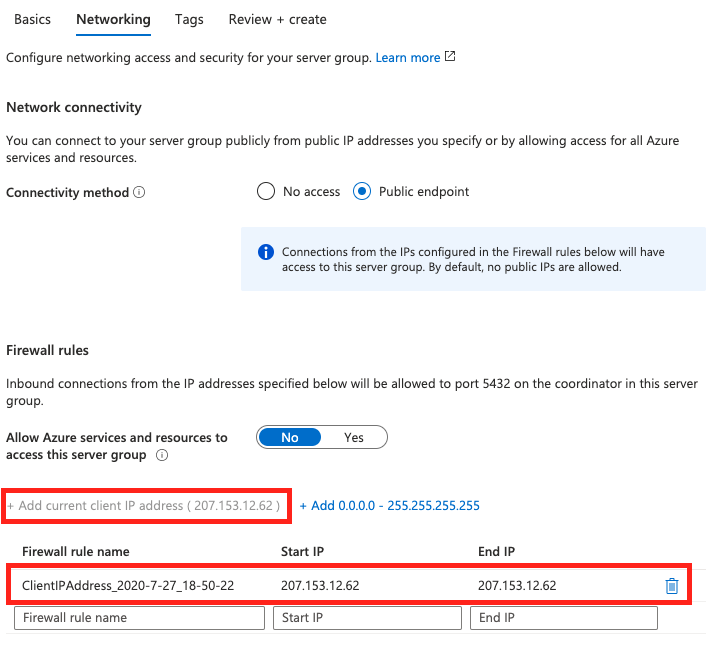 Basics Networking Tags Review + create
Configure networking access and security for your server group. Learn more
Network connectivity
You can connect to your server group publicly from public IP addresses you specify or by allowing access for all Azure
services and resources.
Connectivity method No access Public endpoint
Connections from the IPs configured in the Firewall rules below will have
access to this server group. By default, no public IPs are allowed.
Firewall rules
Inbound connections from the IP addresses specified below will be allowed to port 5432 on the coordinator in this server
group.
Allow Azure services and resources to
access this server group
No Yes
+ Add current client IP address ( 207.153.12.62 ) + Add 0.0.0.0 - 255.255.255.255
Firewall rule name Start IP End IP
ClientIPAddress_2020-7-27_18-50-22 207.153.12.62 207.153.12.62
Firewall rule name Start IP End IP